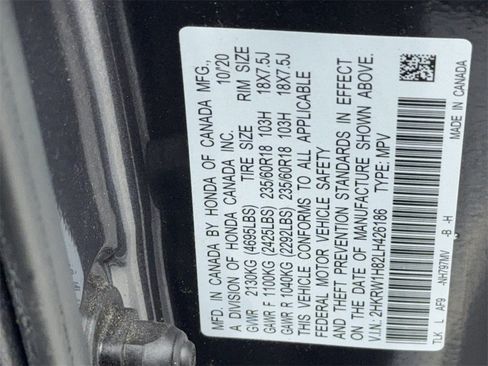 MFD. IN CANADA BY HONDA OF CANADA MFG.,
A DIVISION OF HONDA CANADA INC. 10/20
TIRE SIZE RIM SIZE
GVWR 2130KG (4695LBS)
GAWR F 1100KG (2425LBS) 235/60R18 103H 18X7.5J
GAWR R 1040KG (2292LBS) 235/60R18 103H 18X7.5J
THIS VEHICLE CONFORMS TO ALL APPLICABLE
FEDERAL MOTOR VEHICLE SAFETY
AND THEFT PREVENTION STANDARDS IN EFFECT
ON THE DATE OF MANUFACTURE SHOWN ABOVE.
V.I.N.: 2HKRW1H82LH426186 TYPE: MPV
TLK L AF9 -NH797MV -B -H MADE IN CANADA